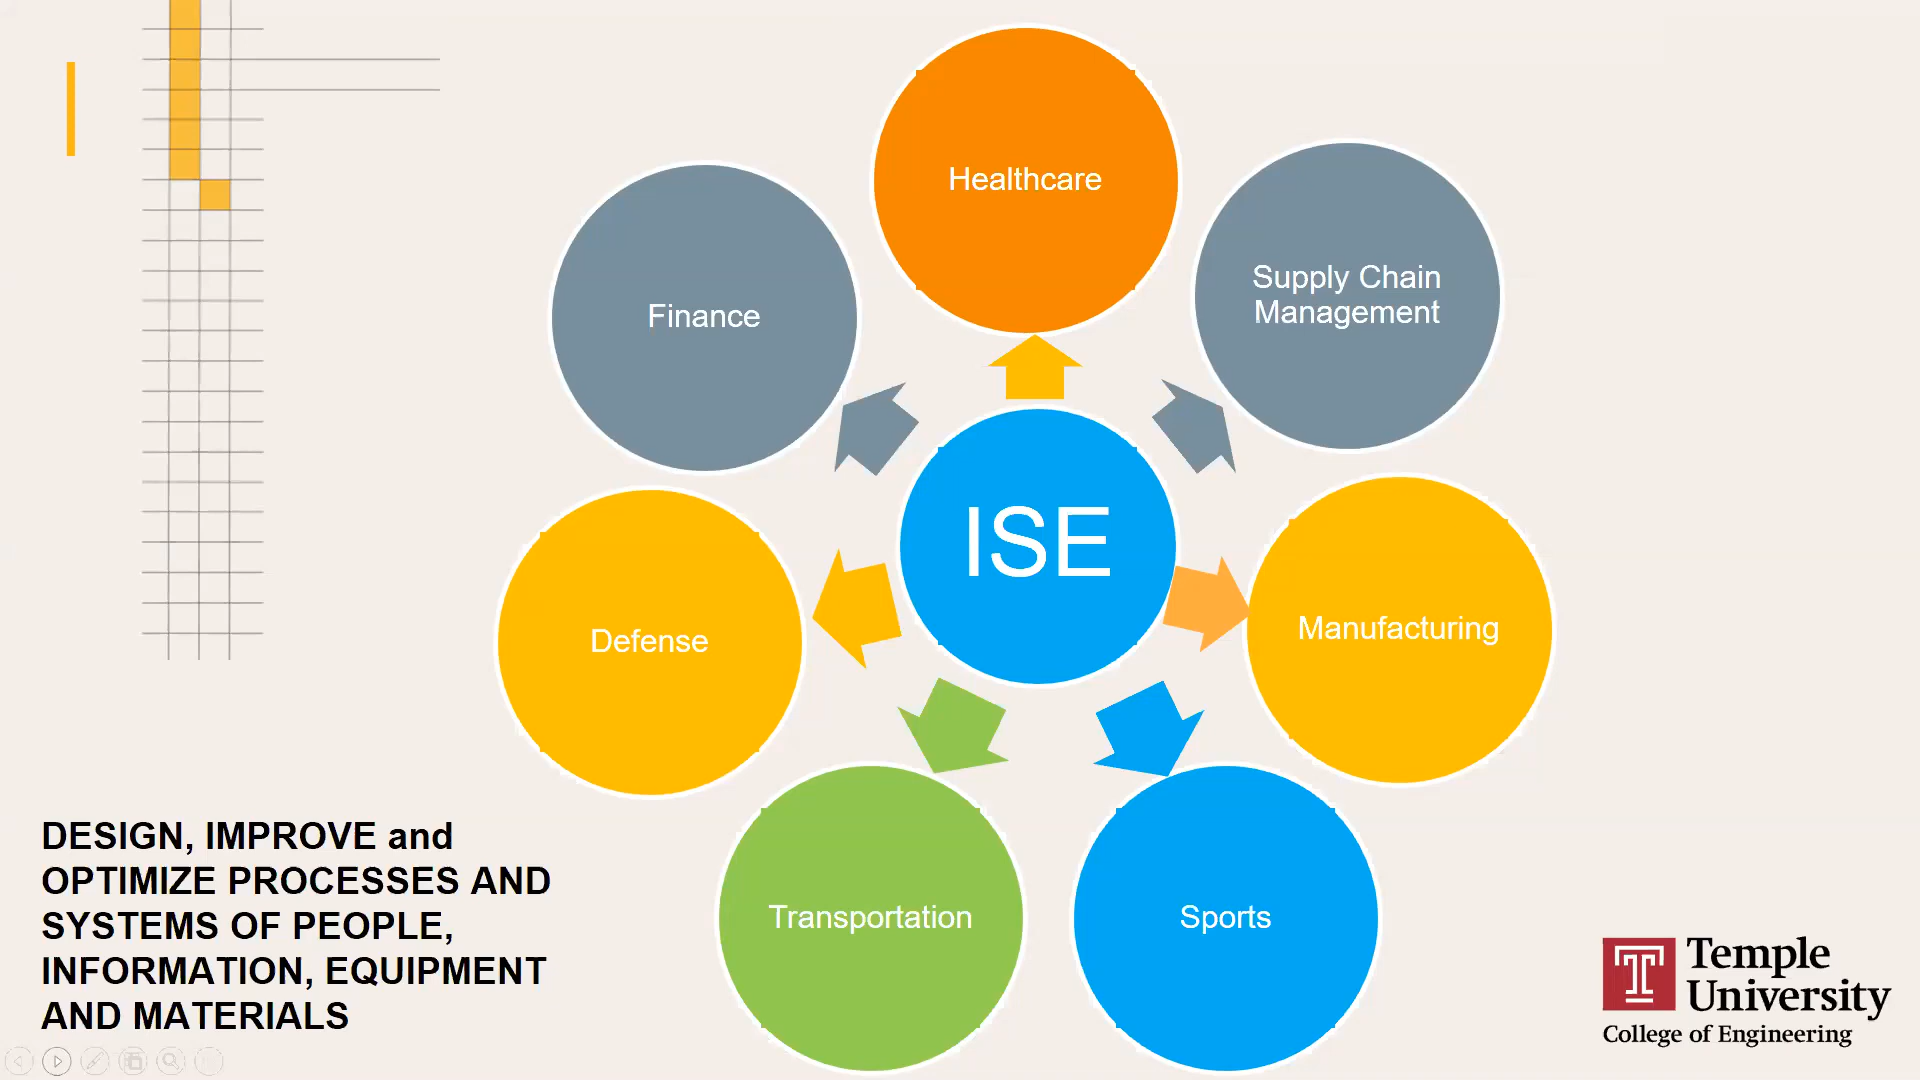 Healthcare
Supply Chain
Management
Finance
ISE
Manufacturing
Defense
Transportation
Sports
DESIGN, IMPROVE and
OPTIMIZE PROCESSES AND
SYSTEMS OF PEOPLE,
INFORMATION, EQUIPMENT
AND MATERIALS
T
Temple
University
College of Engineering